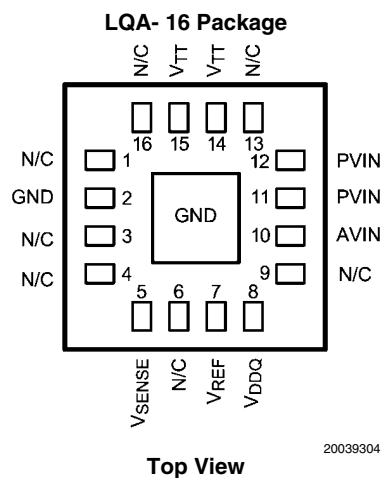 LQA- 16 Package
N/C VTT VTT N/C
16 15 14 13
N/C 1 12 PVIN
GND 2 GND 11 PVIN
N/C 3 10 AVIN
N/C 4 9 N/C
5 6 7 8
VSENSE N/C VREF VDDQ
20039304
Top View